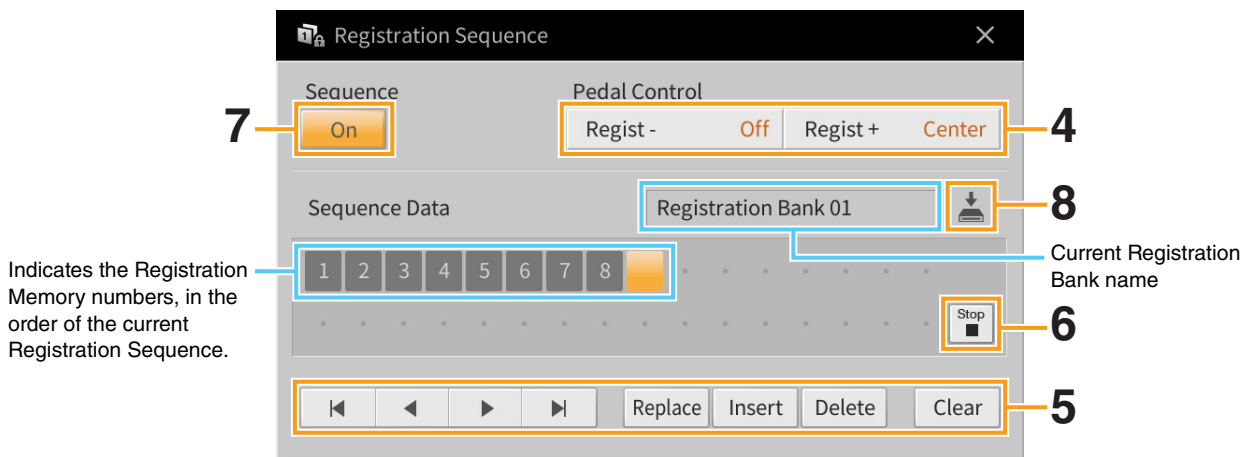 Registration Sequence
Sequence
Pedal Control
7
On
Regist -
Off
Regist +
Center
4
Sequence Data
Registration Bank 01
8
Current Registration
Bank name
Indicates the Registration
Memory numbers, in the
order of the current
Registration Sequence.
1 2 3 4 5 6 7 8
Stop
6
Replace
Insert
Delete
Clear
5